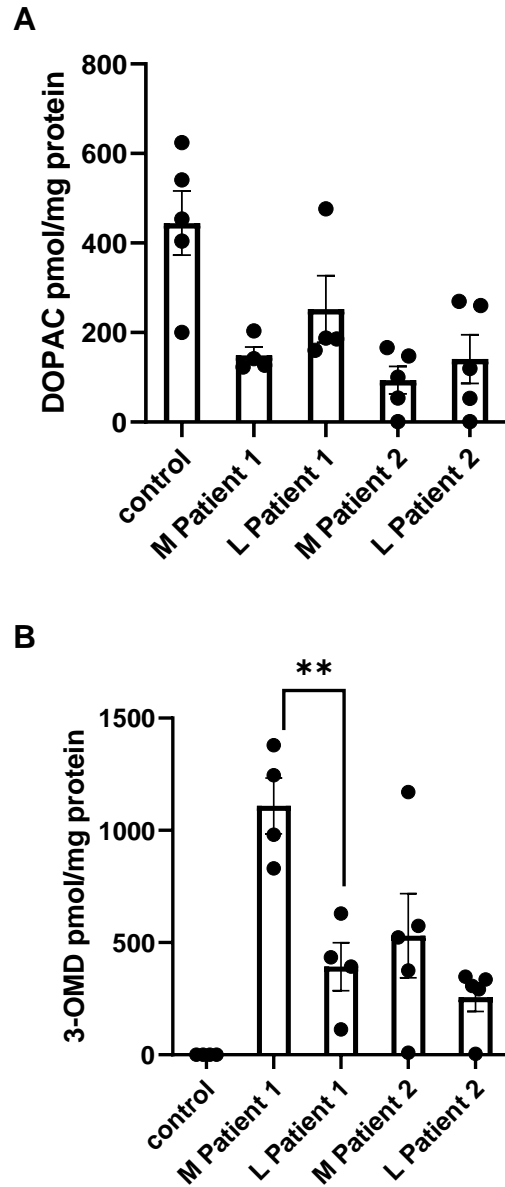 A
DOPAC pmol/mg protein
800
600
400
200
0
control
M Patient 1
L Patient 1
M Patient 2
L Patient 2
B
**
3-OMD pmol/mg protein
1500
1000
500
0
control
M Patient 1
L Patient 1
M Patient 2
L Patient 2